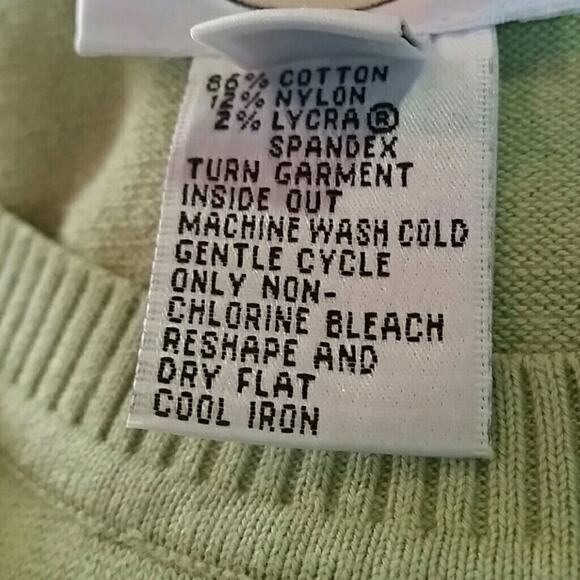 86% COTTON
12% NYLON
2% LYCRA®
SPANDEX
TURN GARMENT
INSIDE OUT
MACHINE WASH COLD
GENTLE CYCLE
ONLY NON-
CHLORINE BLEACH
RESHAPE AND
DRY FLAT
COOL IRON